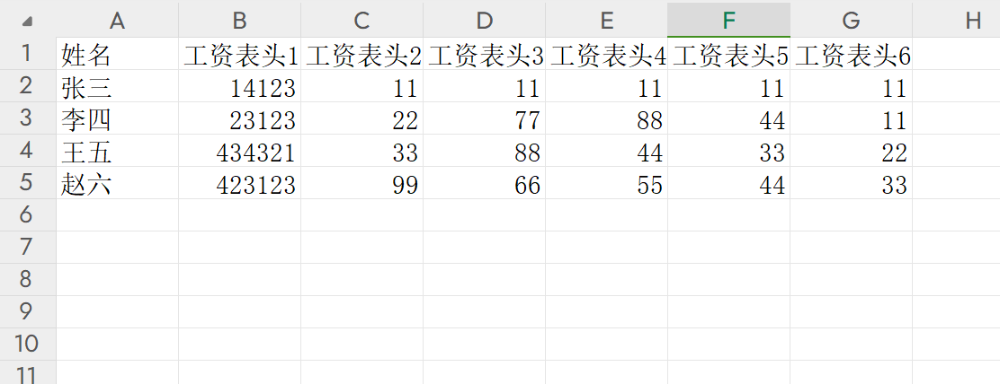 A B C D E F G H
1 姓名 工资表头1 工资表头2 工资表头3 工资表头4 工资表头5 工资表头6
2 张三 14123 11 11 11 11 11
3 李四 23123 22 77 88 44 11
4 王五 434321 33 88 44 33 22
5 赵六 423123 99 66 55 44 33
6
7
8
9
10
11